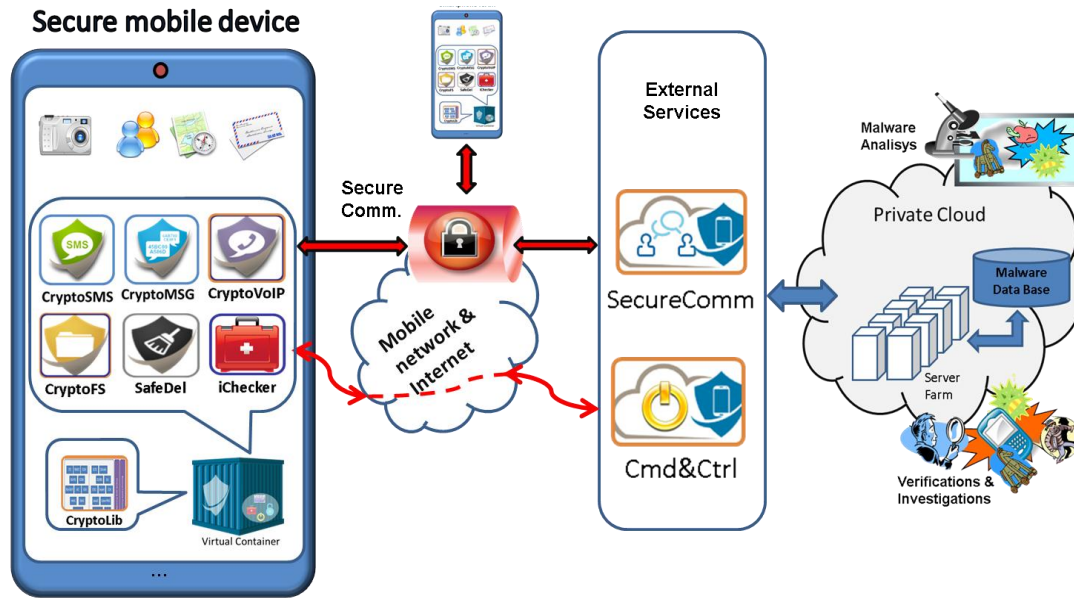 Secure mobile device
SMS
CryptoSMS
CryptoMSG
CryptoVoIP
CryptoFS
SafeDel
iChecker
CryptoLib
Virtual Container
...
Secure
Comm.
Mobile
network &
Internet
External
Services
SecureComm
Cmd&Ctrl
Malware
Analisys
Private Cloud
Malware
Data Base
Server
Farm
Verifications &
Investigations